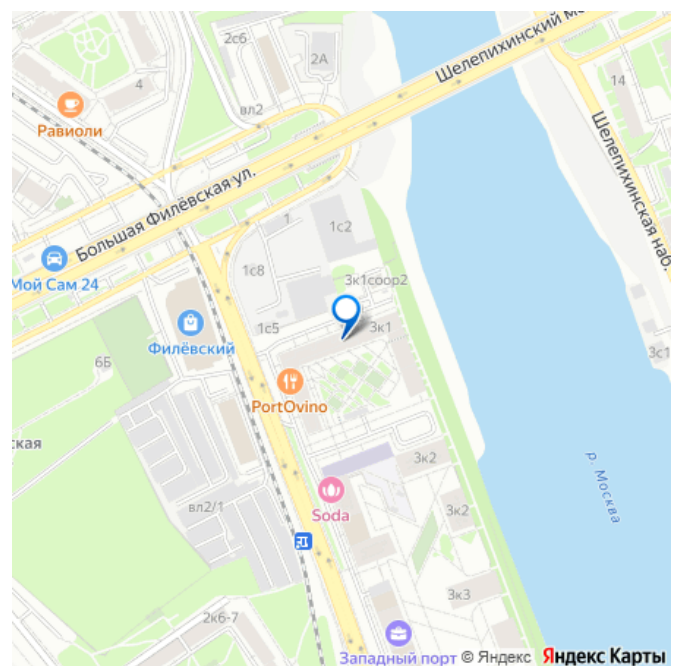 2с6
2А
Шелепихинский мо
4
вл2
14
Равиоли
Большая Филёвская ул.
Шелепихинская наб.
1
1с2
Мой Сам 24
1с8
3к1соор2
1с5
3к1
Филёвский
6Б
3с1
PortOvino
ская
3к2
р. Москва
Soda
вл2/1
3к2
3к3
2к6-7
Западный порт
© Яндекс Яндекс Карты